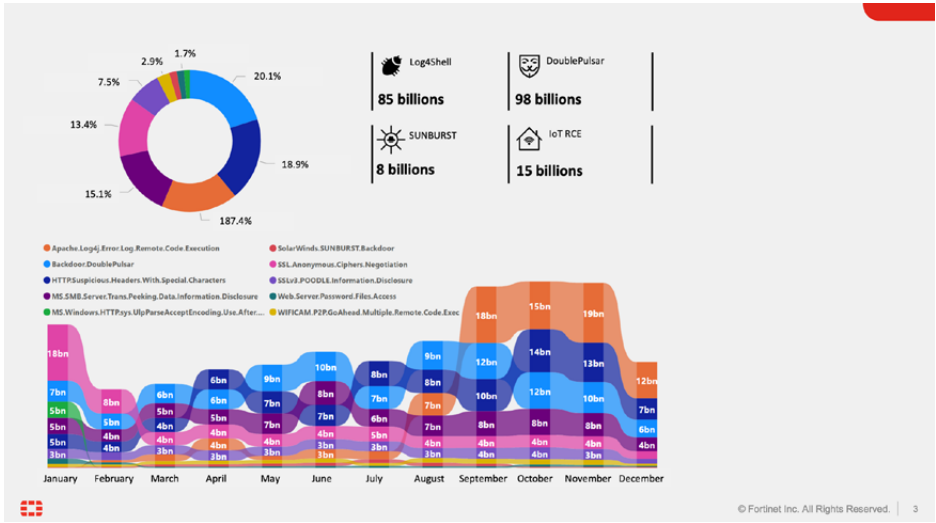 1.7%
2.9%
7.5%
20.1%
13.4%
18.9%
15.1%
187.4%
Log4Shell
85 billions
DoublePulsar
98 billions
SUNBURST
8 billions
IoT RCE
15 billions
Apache.Log4j.Error.Log.Remote.Code.Execution
Backdoor.DoublePulsar
HTTP.Suspicious.Headers.With.Special.Characters
MS.SMB.Server.Trans.Peeking.Data.Information.Disclosure
MS.Windows.HTTP.sys.UlpParseAcceptEncoding.Use.After....
SolarWinds.SUNBURST.Backdoor
SSL.Anonymous.Ciphers.Negotiation
SSLv3.POODLE.Information.Disclosure
Web.Server.Password.Files.Access
WIFICAM.P2P.GoAhead.Multiple.Remote.Code.Exec
18bn
7bn
5bn
5bn
5bn
3bn
8bn
5bn
4bn
4bn
6bn
5bn
4bn
4bn
3bn
6bn
6bn
4bn
4bn
3bn
9bn
7bn
7bn
4bn
3bn
10bn
8bn
7bn
4bn
3bn
3bn
8bn
7bn
6bn
5bn
3bn
9bn
8bn
7bn
7bn
4bn
3bn
18bn
12bn
10bn
8bn
4bn
4bn
15bn
14bn
12bn
8bn
4bn
4bn
19bn
13bn
10bn
8bn
4bn
4bn
12bn
7bn
6bn
4bn
January February March April May June July August September October November December
© Fortinet Inc. All Rights Reserved. 3